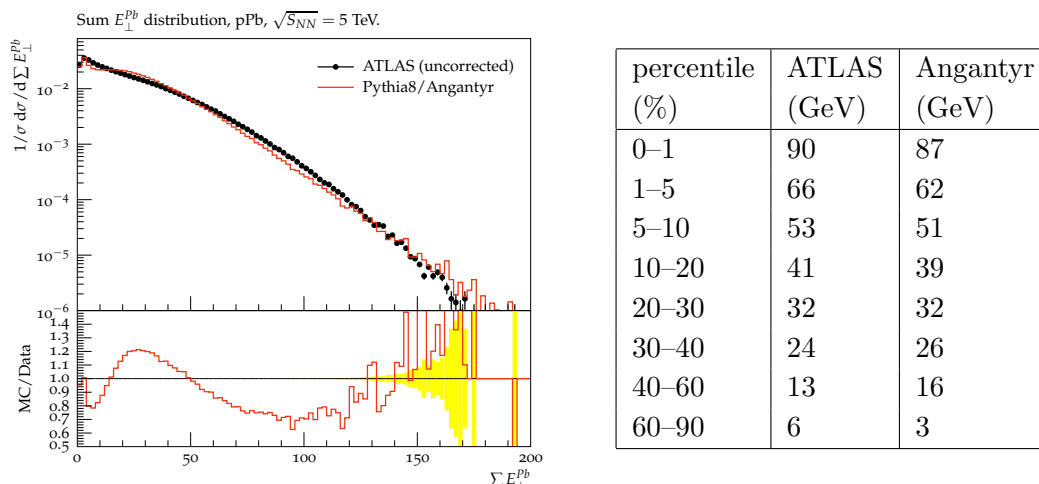 Sum E_⊥^{Pb} distribution, pPb, √S_{NN} = 5 TeV.
1/σ dσ/d∑ E_⊥^{Pb}
ATLAS (uncorrected)
Pythia8/Angantyr
10^{-2}
10^{-3}
10^{-4}
10^{-5}
10^{-6}
MC/Data
1.4
1.3
1.2
1.1
1.0
0.9
0.8
0.7
0.6
0.5
0 50 100 150 200
∑ E_⊥^{Pb}
percentile ATLAS Angantyr
(%) (GeV) (GeV)
0–1 90 87
1–5 66 62
5–10 53 51
10–20 41 39
20–30 32 32
30–40 24 26
40–60 13 16
60–90 6 3